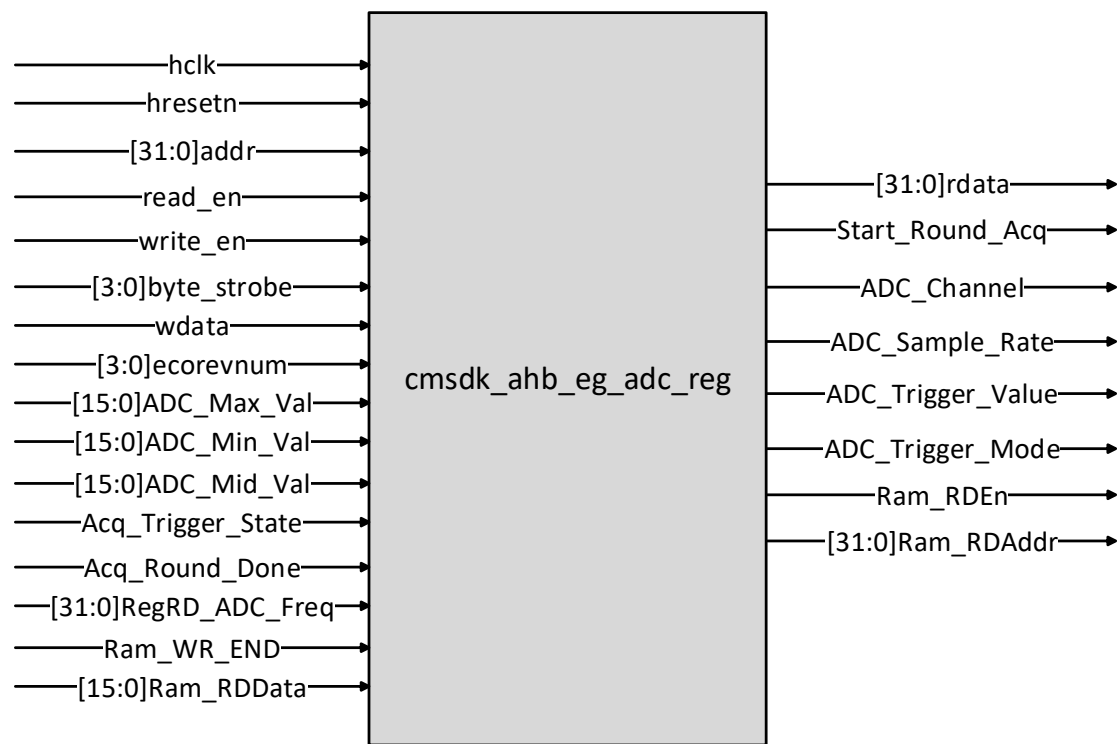 hclk
hresetn
[31:0]addr
read_en
write_en
[3:0]byte_strobe
wdata
[3:0]ecorevnum
[15:0]ADC_Max_Val
[15:0]ADC_Min_Val
[15:0]ADC_Mid_Val
Acq_Trigger_State
Acq_Round_Done
[31:0]RegRD_ADC_Freq
Ram_WR_END
[15:0]Ram_RDData
cmsdk_ahb_eg_adc_reg
[31:0]rdata
Start_Round_Acq
ADC_Channel
ADC_Sample_Rate
ADC_Trigger_Value
ADC_Trigger_Mode
Ram_RDEn
[31:0]Ram_RDAddr